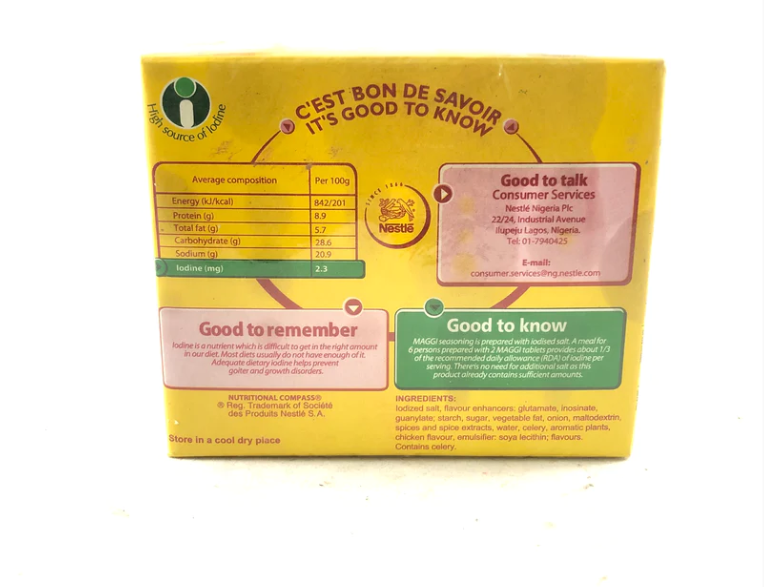 High source of Iodine
C'EST BON DE SAVOIR
IT'S GOOD TO KNOW
Average composition Per 100g
Energy (kJ/kcal) 842/201
Protein (g) 8.9
Total fat (g) 5.7
Carbohydrate (g) 28.6
Sodium (g) 20.9
Iodine (mg) 2.3
SINCE 1866
Nestlé
Good to talk
Consumer Services
Nestlé Nigeria Plc
22/24, Industrial Avenue
Ilupeju Lagos, Nigeria.
Tel: 01-7940425
E-mail:
consumer.services@ng.nestle.com
Good to remember
Iodine is a nutrient which is difficult to get in the right amount
in our diet. Most diets usually do not have enough of it.
Adequate dietary iodine helps prevent
goiter and growth disorders.
Good to know
MAGGI seasoning is prepared with iodised salt. A meal for
6 persons prepared with 2 MAGGI tablets provides about 1/3
of the recommended daily allowance (RDA) of iodine per
serving. There is no need for additional salt as this
product already contains sufficient amounts.
NUTRITIONAL COMPASS®
® Reg. Trademark of Société
des Produits Nestlé S.A.
Store in a cool dry place
INGREDIENTS:
Iodized salt, flavour enhancers: glutamate, inosinate,
guanylate; starch, sugar, vegetable fat, onion, maltodextrin,
spices and spice extracts, water, celery, aromatic plants,
chicken flavour, emulsifier: soya lecithin; flavours.
Contains celery.